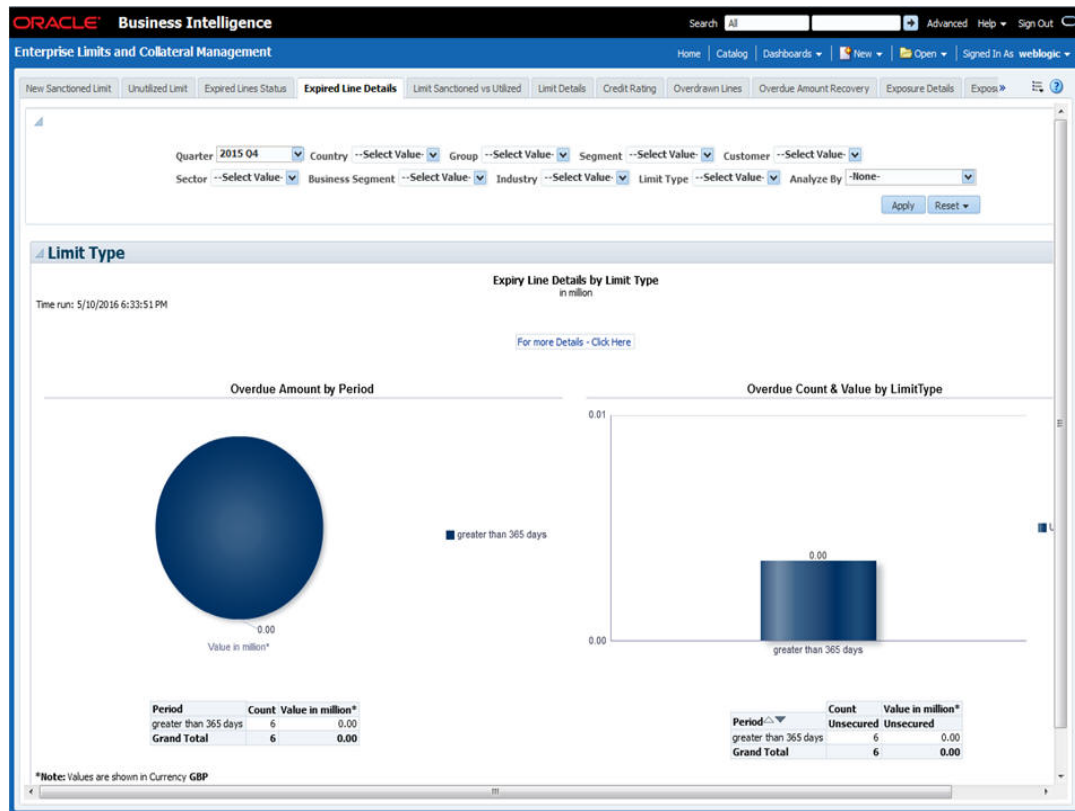 ORACLE Business Intelligence
Search All Advanced Help Sign Out
Enterprise Limits and Collateral Management
Home Catalog Dashboards New Open Signed In As weblogic
New Sanctioned Limit Unutilized Limit Expired Lines Status Expired Line Details Limit Sanctioned vs Utilized Limit Details Credit Rating Overdrawn Lines Overdue Amount Recovery Exposure Details
Quarter 2015 Q4 Country --Select Value- Group --Select Value- Segment --Select Value- Customer --Select Value-
Sector --Select Value- Business Segment --Select Value- Industry --Select Value- Limit Type --Select Value- Analyze By -None-
Apply Reset
Limit Type
Expiry Line Details by Limit Type
in million
Time run: 5/10/2016 6:33:51 PM
For more Details - Click Here
Overdue Amount by Period
greater than 365 days
0.00
Value in million*
Period Count Value in million*
greater than 365 days 6 0.00
Grand Total 6 0.00
Overdue Count & Value by LimitType
0.01
0.00
0.00
greater than 365 days
Count Value in million*
Period Unsecured Unsecured
greater than 365 days 6 0.00
Grand Total 6 0.00
*Note: Values are shown in Currency GBP